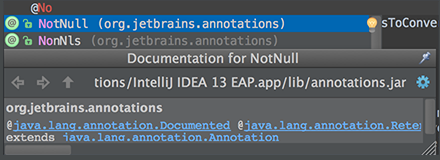 @No
NotNull (org.jetbrains.annotations)
sToConve
NonNls (org.jetbrains.annotations)
Documentation for NotNull
tions/IntelliJ IDEA 13 EAP.app/lib/annotations.jar
org.jetbrains.annotations
@java.lang.annotation.Documented @java.lang.annotation.Rete
extends java.lang.annotation.Annotation